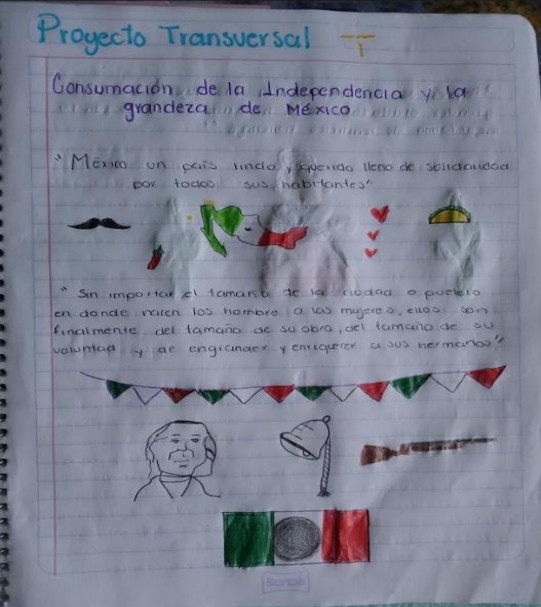 Proyecto Transversal
Consumación de la Independencia y la
grandeza de México
"México un país lindo y querido lleno de solidaridad
por todos sus habitantes"
"Sin importar el tamaño de la ciudad o pueblo
en donde nacen los hombre o las mujeres, ellos son
finalmente del tamaño de su obra, del tamaño de su
voluntad y de engrandecer y enriquecer a sus hermanos"
Scribe